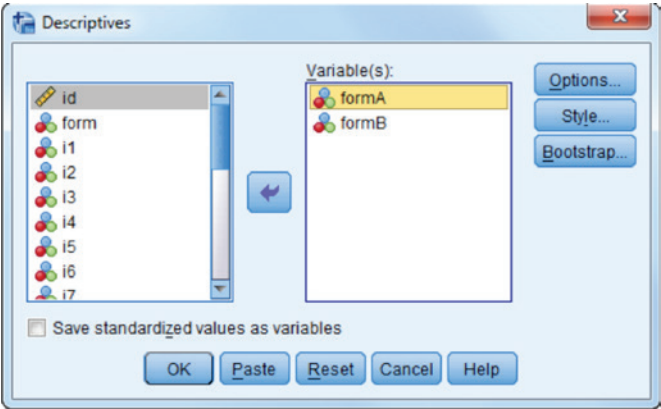 Descriptives
Variable(s):
id
form
i1
i2
i3
i4
i5
i6
i7
formA
formB
Options...
Style...
Bootstrap...
Save standardized values as variables
OK Paste Reset Cancel Help